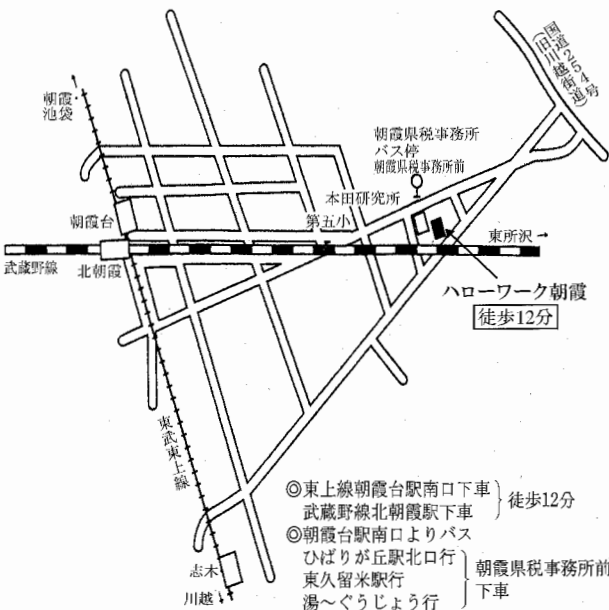 国道254号
(旧川越街道)
朝霞・
池袋
朝霞県税事務所
バス停
朝霞県税事務所前
本田研究所
第五小
朝霞台
東所沢→
武蔵野線
北朝霞
ハローワーク朝霞
徒歩12分
東武東上線
◎東上線朝霞台駅南口下車
武蔵野線北朝霞駅下車
徒歩12分
◎朝霞台駅南口よりバス
ひばりが丘駅北口行
東久留米駅行
湯〜ぐうじょう行
朝霞県税事務所前
下車
志木
川越